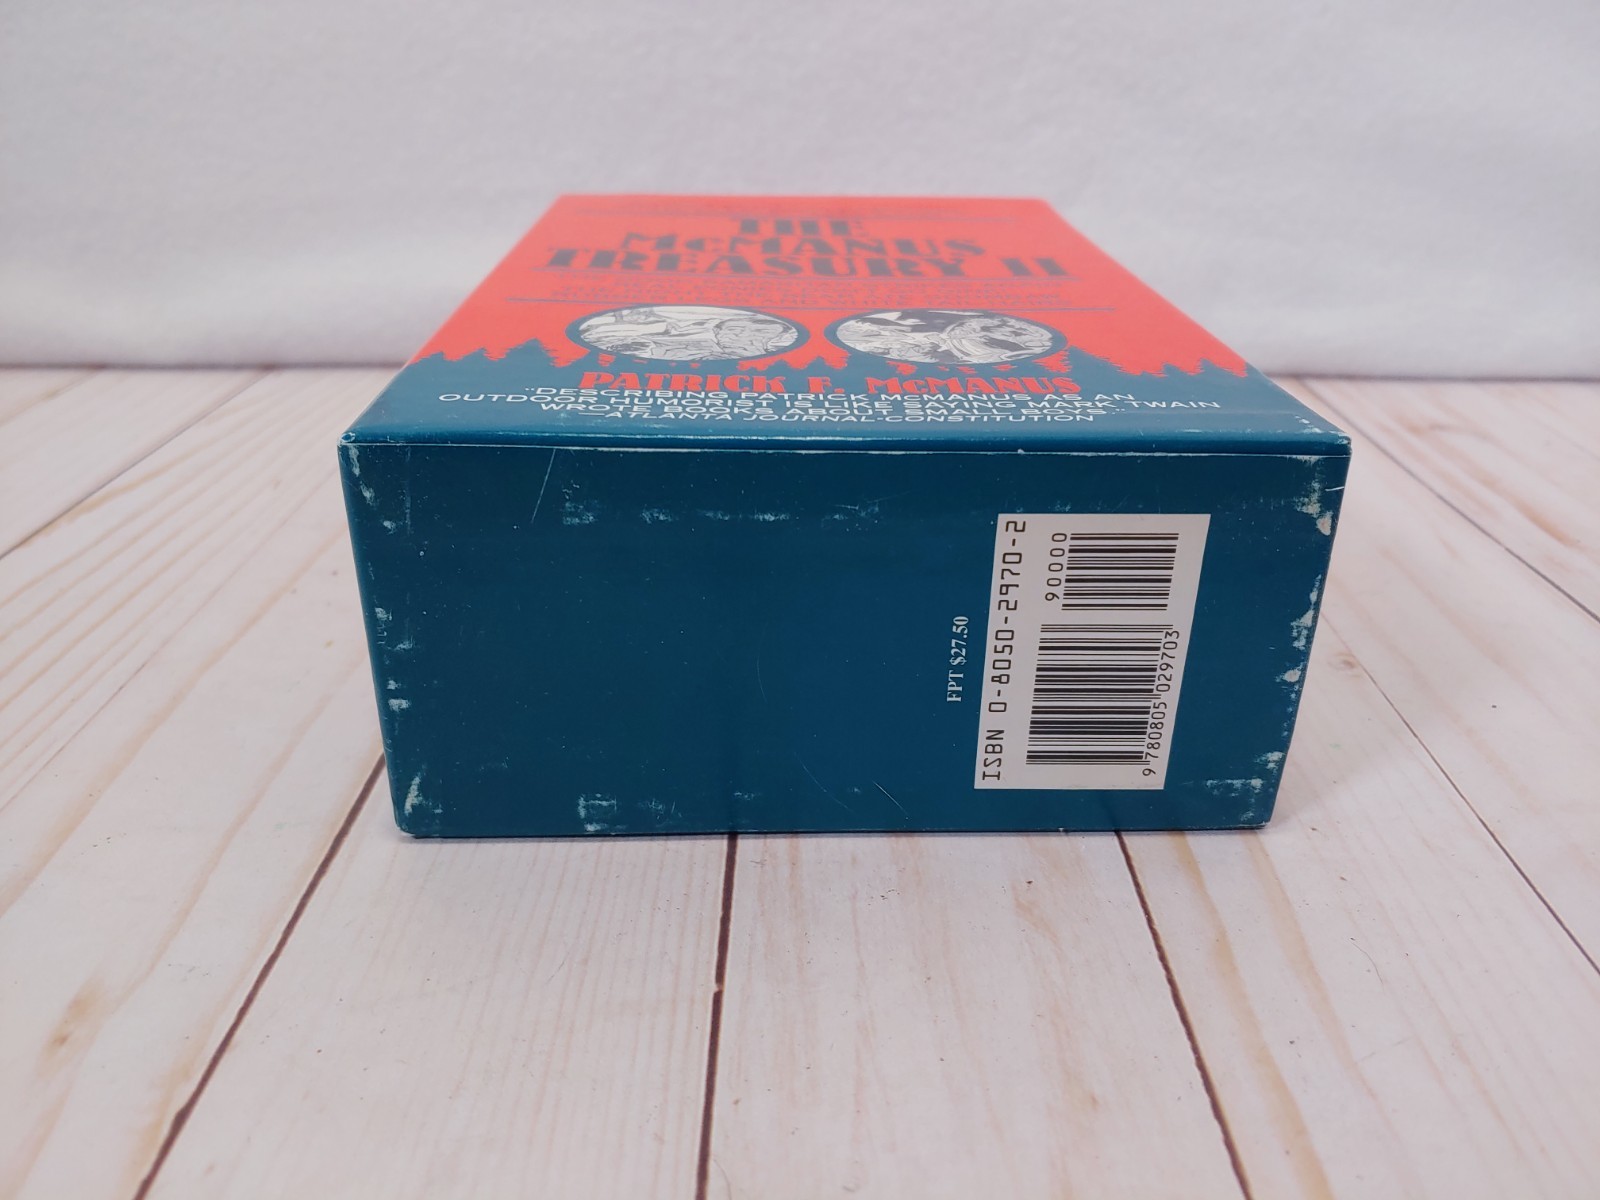 THE
McMANUS
TREASURY II
PATRICK F. McMANUS
"DESCRIBING PATRICK McMANUS AS AN
OUTDOOR HUMORIST IS LIKE SAYING MARK TWAIN
WROTE BOOKS ABOUT SMALL BOYS."
—ATLANTA JOURNAL-CONSTITUTION
FPT $27.50
ISBN 0-8050-2970-2
90000
9 780805 029703